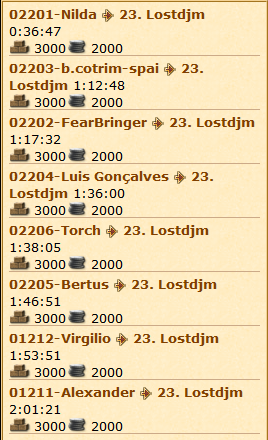 02201-Nilda 23. Lostdjm
0:36:47
3000 2000
02203-b.cotrim-spai 23.
Lostdjm 1:12:48
3000 2000
02202-FearBringer 23. Lostdjm
1:17:32
3000 2000
02204-Luis Gonçalves 23.
Lostdjm 1:36:00
3000 2000
02206-Torch 23. Lostdjm
1:38:05
3000 2000
02205-Bertus 23. Lostdjm
1:46:51
3000 2000
01212-Virgilio 23. Lostdjm
1:53:51
3000 2000
01211-Alexander 23. Lostdjm
2:01:21
3000 2000